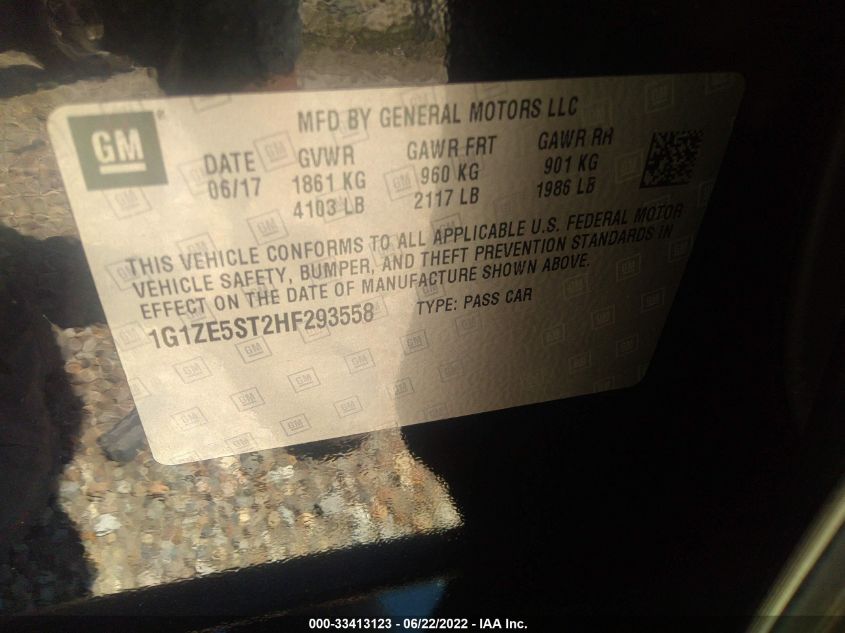 GM
MFD BY GENERAL MOTORS LLC
DATE GVWR GAWR FRT GAWR RR
06/17 1861 KG 960 KG 901 KG
4103 LB 2117 LB 1986 LB
THIS VEHICLE CONFORMS TO ALL APPLICABLE U.S. FEDERAL MOTOR
VEHICLE SAFETY, BUMPER, AND THEFT PREVENTION STANDARDS IN
EFFECT ON THE DATE OF MANUFACTURE SHOWN ABOVE.
1G1ZE5ST2HF293558 TYPE: PASS CAR
000-33413123 - 06/22/2022 - IAA Inc.